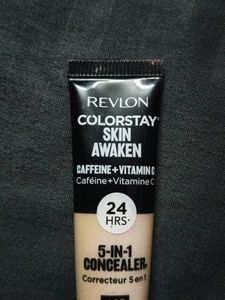 REVLON
COLORSTAY®
SKIN
AWAKEN
CAFFEINE+VITAMIN C
Caféine+Vitamine C
24
HRS*
5-IN-1
CONCEALER
Correcteur 5 en 1